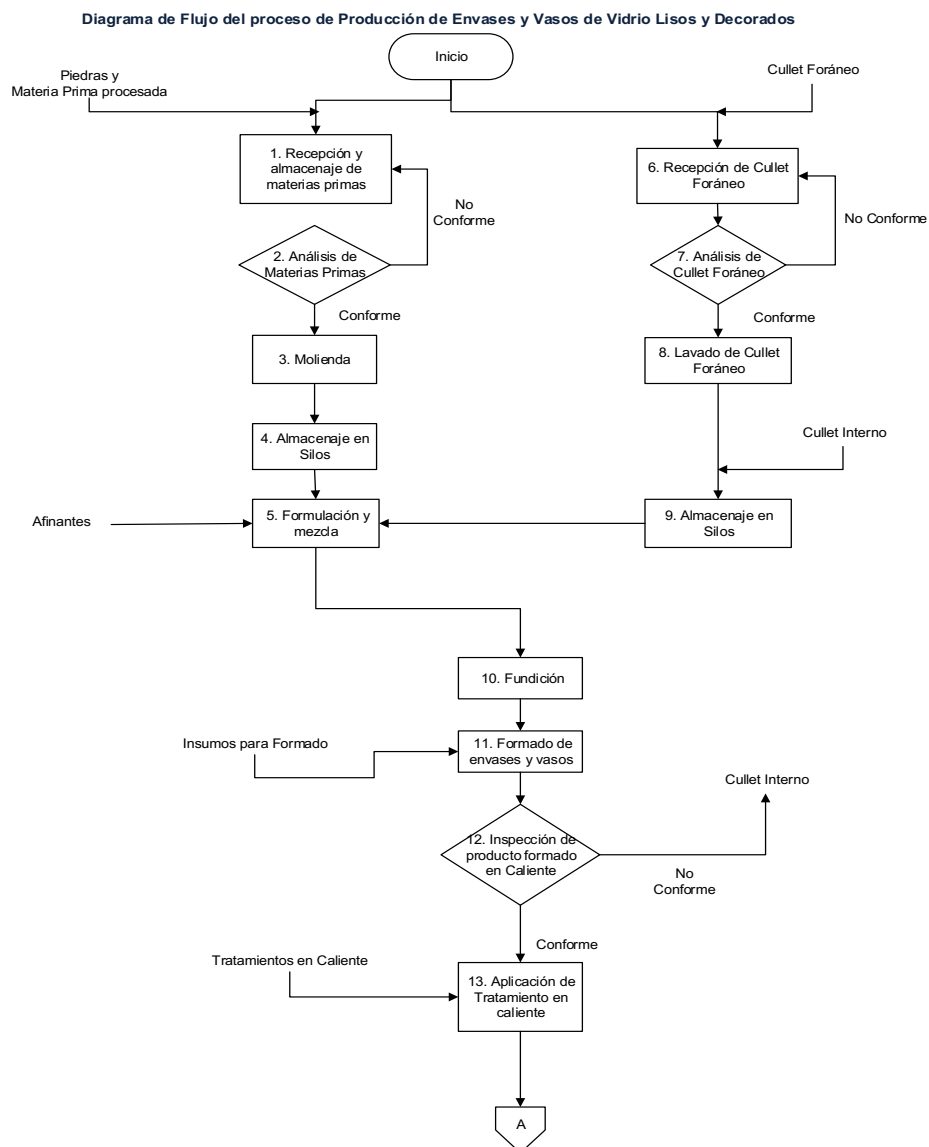 Diagrama de Flujo del proceso de Producción de Envases y Vasos de Vidrio Lisos y Decorados
Inicio
Piedras y
Materia Prima procesada
Cullet Foráneo
1. Recepción y
almacenaje de
materias primas
6. Recepción de Cullet
Foráneo
No
Conforme
No Conforme
2. Análisis de
Materias Primas
7. Análisis de
Cullet Foráneo
Conforme
Conforme
3. Molienda
8. Lavado de Cullet
Foráneo
4. Almacenaje en
Silos
Cullet Interno
Afinantes
5. Formulación y
mezcla
9. Almacenaje en
Silos
10. Fundición
Insumos para Formado
11. Formado de
envases y vasos
Cullet Interno
12. Inspección de
producto formado
en Caliente
No
Conforme
Conforme
Tratamientos en Caliente
13. Aplicación de
Tratamiento en
caliente
A